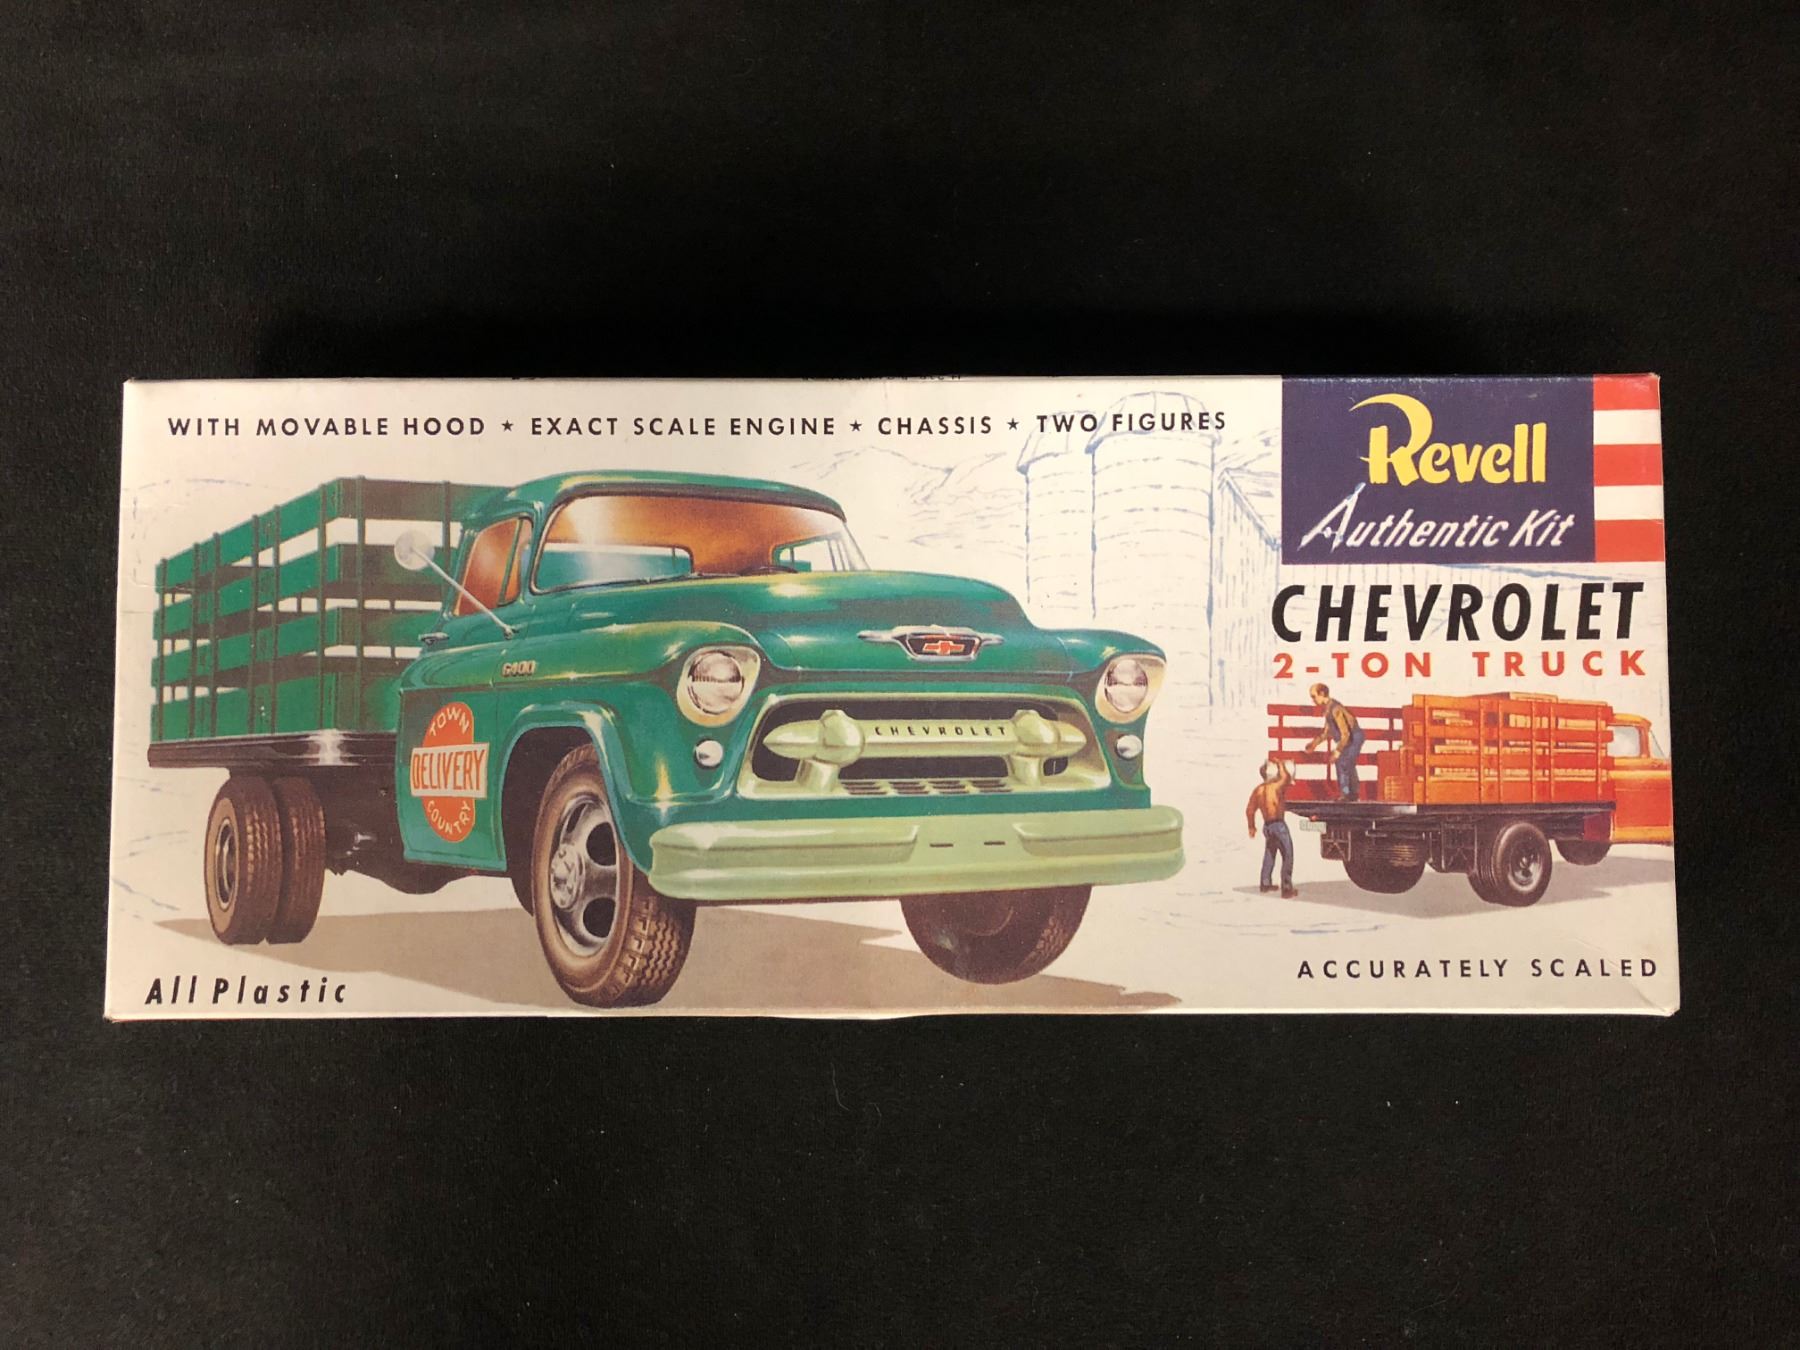 WITH MOVABLE HOOD ★ EXACT SCALE ENGINE ★ CHASSIS ★ TWO FIGURES
Revell
Authentic Kit
CHEVROLET
2-TON TRUCK
6400
CHEVROLET
TOWN
DELIVERY
COUNTRY
All Plastic
ACCURATELY SCALED